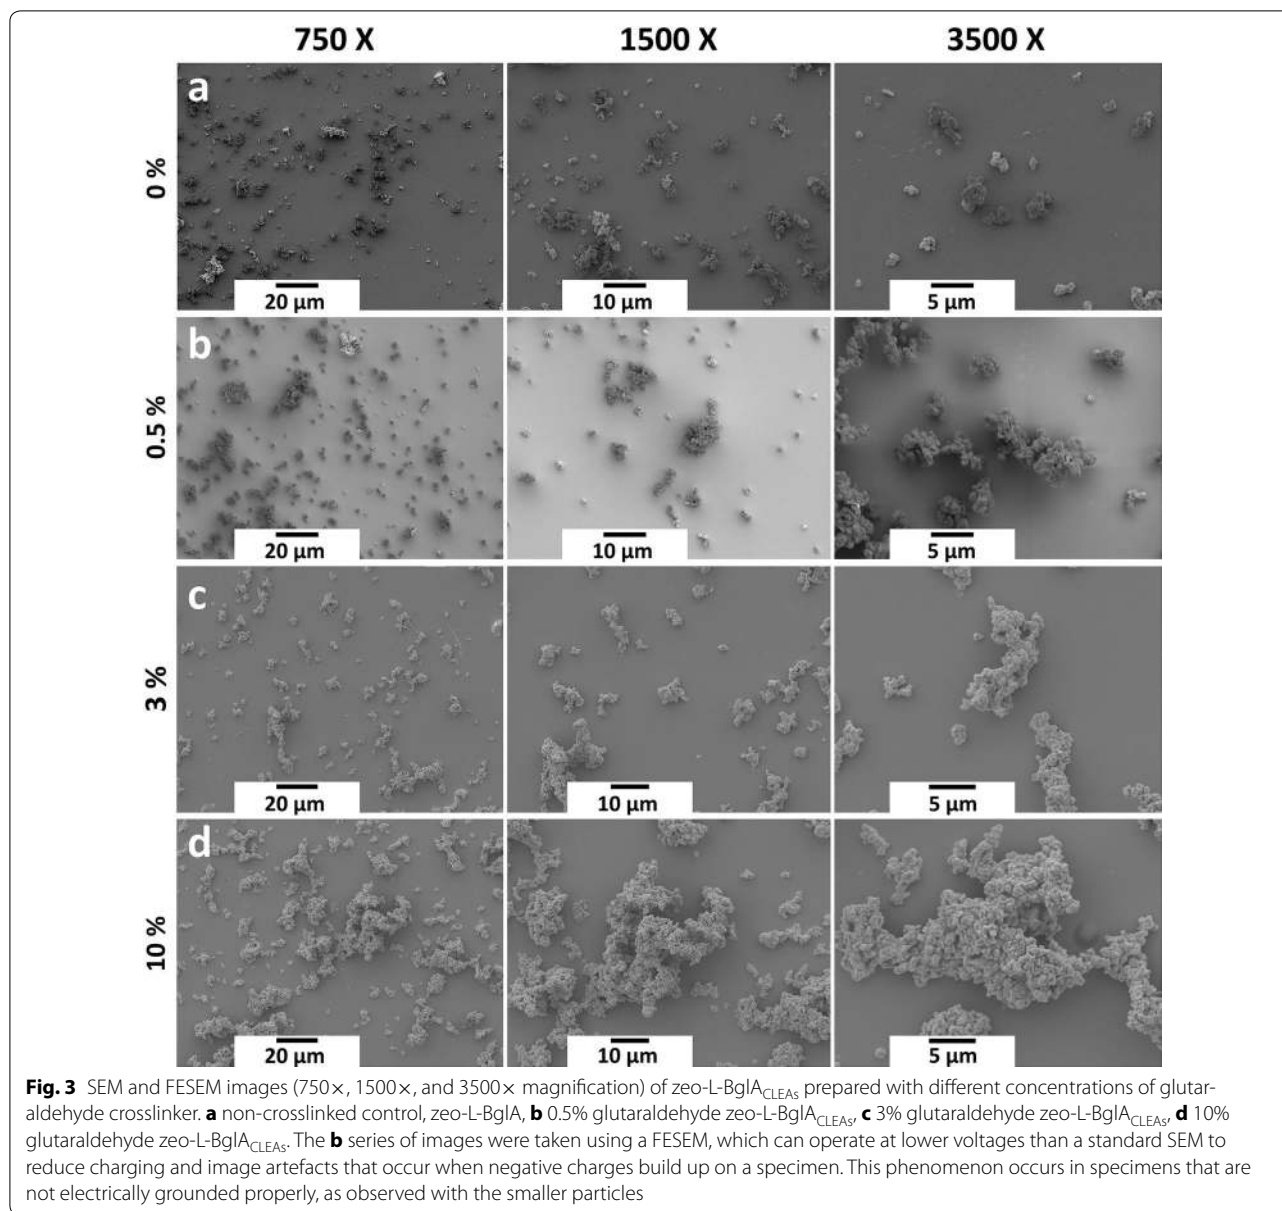 750 X 1500 X 3500 X
a
0 %
20 µm 10 µm 5 µm
b
0.5 %
20 µm 10 µm 5 µm
c
3 %
20 µm 10 µm 5 µm
d
10 %
20 µm 10 µm 5 µm
Fig. 3 SEM and FESEM images (750×, 1500×, and 3500× magnification) of zeo-L-BglACLEAs prepared with different concentrations of glutar-
aldehyde crosslinker. a non-crosslinked control, zeo-L-BglA, b 0.5% glutaraldehyde zeo-L-BglACLEAs, c 3% glutaraldehyde zeo-L-BglACLEAs, d 10%
glutaraldehyde zeo-L-BglACLEAs. The b series of images were taken using a FESEM, which can operate at lower voltages than a standard SEM to
reduce charging and image artefacts that occur when negative charges build up on a specimen. This phenomenon occurs in specimens that are
not electrically grounded properly, as observed with the smaller particles